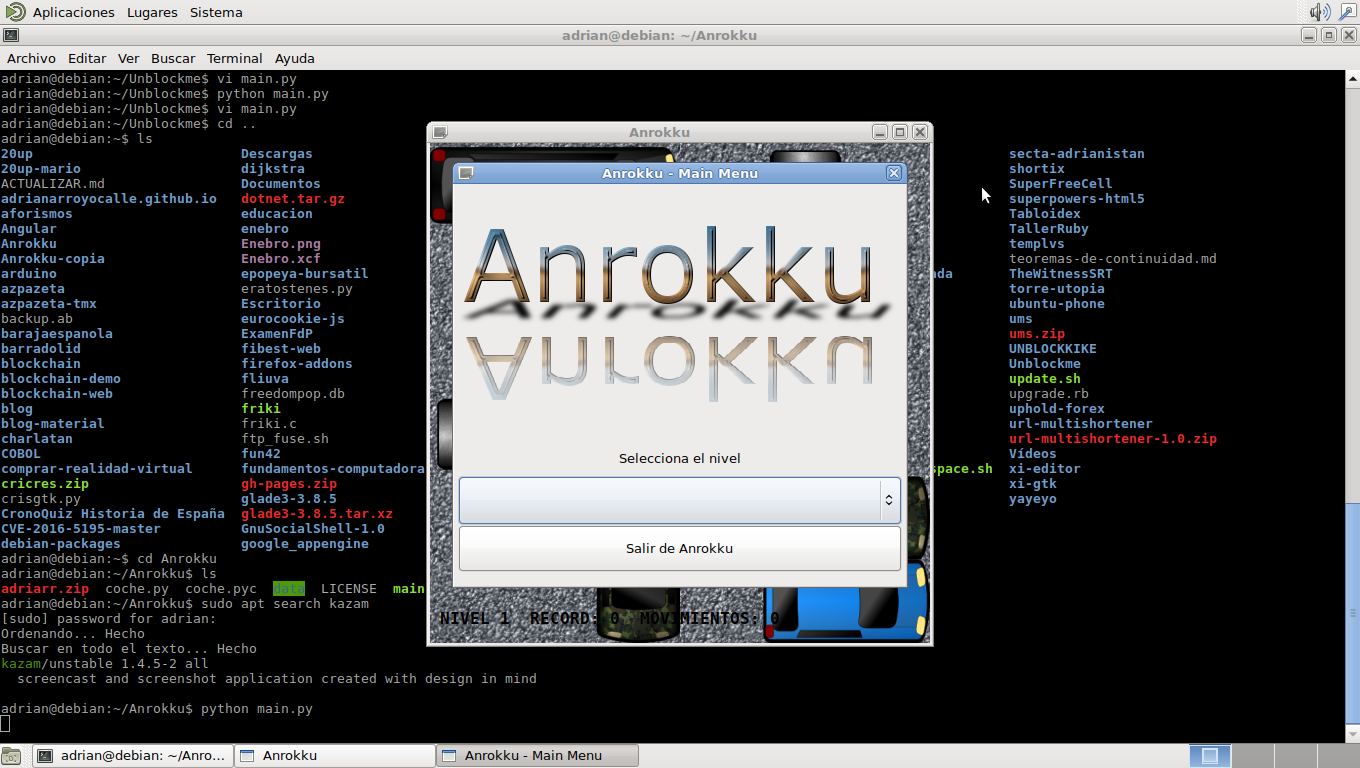 Aplicaciones Lugares Sistema
adrian@debian: ~/Anrokku
Archivo Editar Ver Buscar Terminal Ayuda
adrian@debian:~/Unblockme$ vi main.py
adrian@debian:~/Unblockme$ python main.py
adrian@debian:~/Unblockme$ vi main.py
adrian@debian:~/Unblockme$ cd ..
adrian@debian:~$ ls
20up Descargas secta-adrianistan
20up-mario dijkstra shortix
ACTUALIZAR.md Documentos SuperFreeCell
adrianarroyocalle.github.io dotnet.tar.gz superpowers-html5
aforismos educacion Tabloidex
Angular enebro TallerRuby
Anrokku Enebro.png templvs
Anrokku-copia Enebro.xcf teoremas-de-continuidad.md
arduino epopeya-bursatil TheWitnessSRT
azpazeta eratostenes.py torre-utopia
azpazeta-tmx Escritorio ubuntu-phone
backup.ab eurocookie-js ums
barajaespanola ExamenFdP ums.zip
barradolid fibest-web UNBLOCKKIKE
blockchain firefox-addons Unblockme
blockchain-demo fliuva update.sh
blockchain-web freedompop.db upgrade.rb
blog friki uphold-forex
blog-material friki.c url-multishortener
charlatan ftp_fuse.sh url-multishortener-1.0.zip
COBOL fun42 Vídeos
comprar-realidad-virtual fundamentos-computadora space.sh xi-editor
cricres.zip gh-pages.zip xi-gtk
crisgtk.py glade3-3.8.5 yayeyo
CronoQuiz Historia de España glade3-3.8.5.tar.xz
CVE-2016-5195-master GnuSocialShell-1.0
debian-packages google_appengine
adrian@debian:~$ cd Anrokku
adrian@debian:~/Anrokku$ ls
adriarr.zip coche.py coche.pyc data LICENSE main
adrian@debian:~/Anrokku$ sudo apt search kazam
[sudo] password for adrian:
Ordenando... Hecho
Buscar en todo el texto... Hecho
kazam/unstable 1.4.5-2 all
screencast and screenshot application created with design in mind
adrian@debian:~/Anrokku$ python main.py
Anrokku
Anrokku - Main Menu
Anrokku
Selecciona el nivel
Salir de Anrokku
NIVEL 1 RECORD: 0 MOVIMIENTOS: 0
adrian@debian: ~/Anro... Anrokku Anrokku - Main Menu